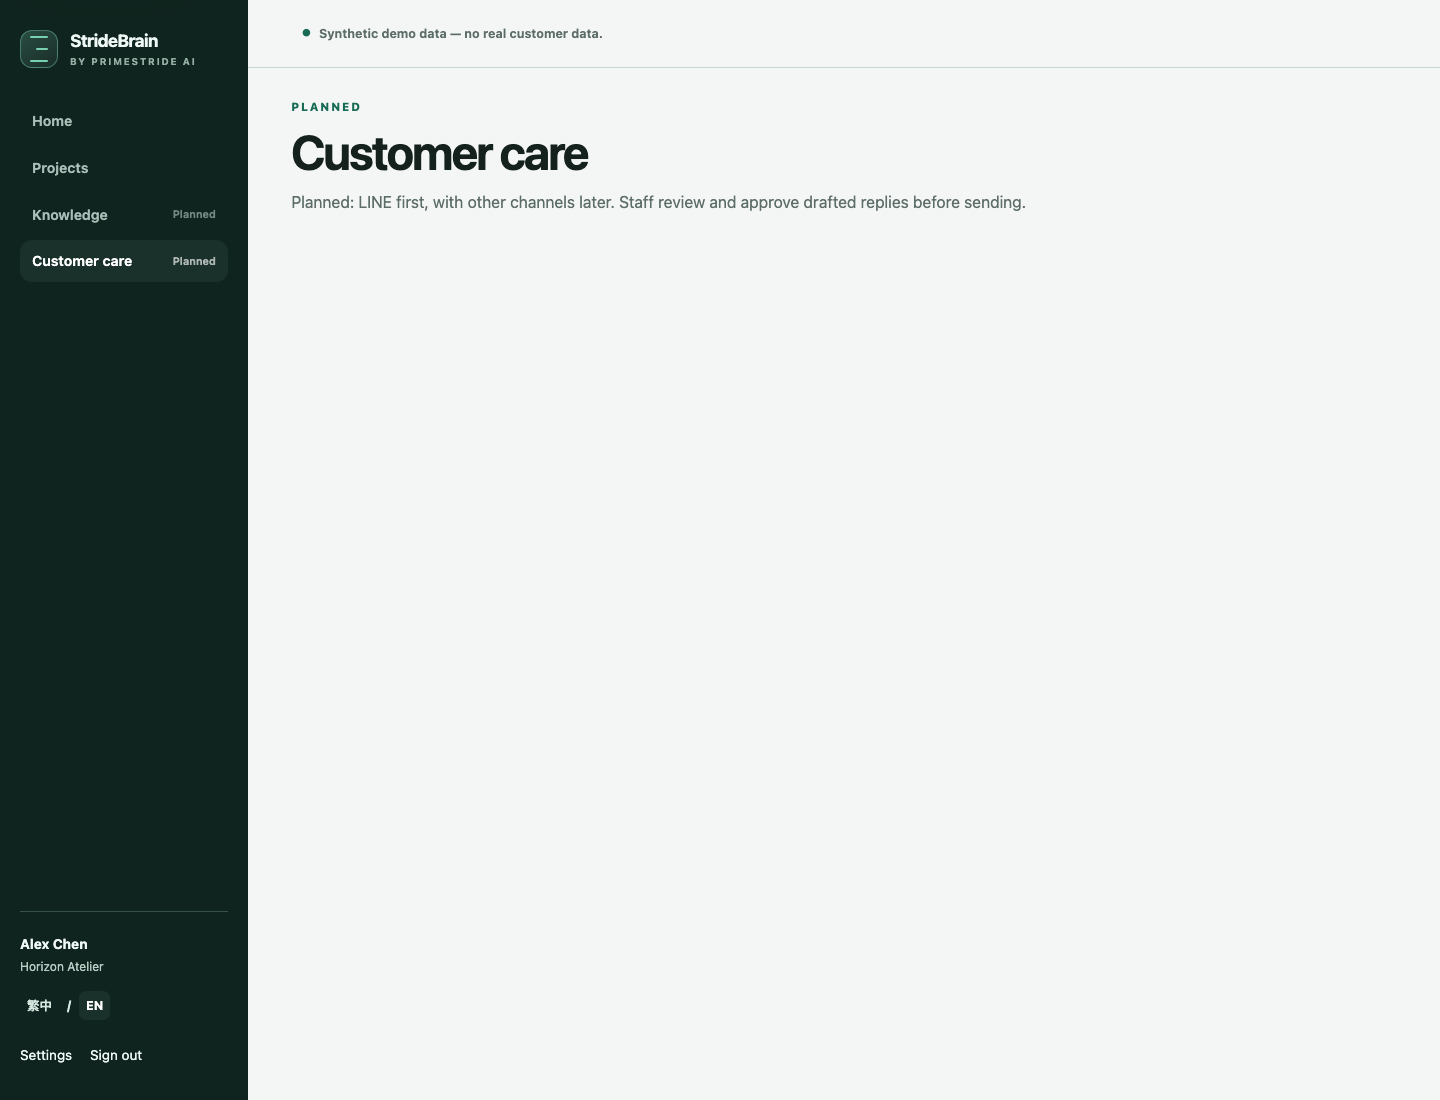 StrideBrain
BY PRIMESTRIDE AI
Home
Projects
Knowledge Planned
Customer care Planned
Alex Chen
Horizon Atelier
繁中 / EN
Settings Sign out
Synthetic demo data — no real customer data.
PLANNED
Customer care
Planned: LINE first, with other channels later. Staff review and approve drafted replies before sending.